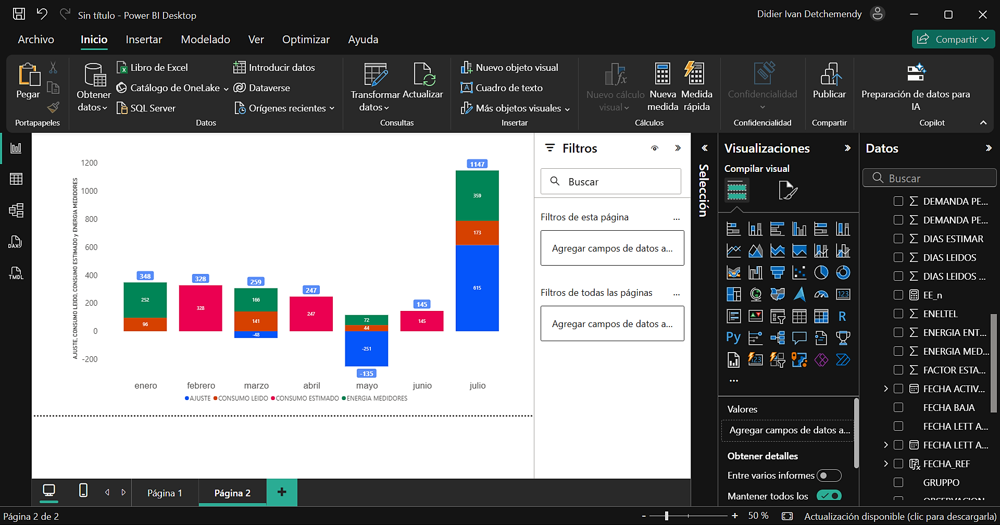 Sin título - Power BI Desktop
Didier Ivan Detchemendy
Archivo
Inicio
Insertar
Modelado
Ver
Optimizar
Ayuda
Compartir
Pegar
Portapapeles
Obtener datos
Libro de Excel
Catálogo de OneLake
SQL Server
Introducir datos
Dataverse
Orígenes recientes
Datos
Transformar datos
Actualizar
Consultas
Nuevo objeto visual
Cuadro de texto
Más objetos visuales
Insertar
Nuevo cálculo visual
Nueva medida
Medida rápida
Cálculos
Confidencialidad
Confidencialidad
Publicar
Compartir
Preparación de datos para IA
Copilot
DAX
TMDL
AJUSTE, CONSUMO LEIDO, CONSUMO ESTIMADO y ENERGIA MEDIDORES
1200
1000
800
600
400
200
0
-200
348
252
96
328
328
259
166
141
-48
247
247
72
44
-251
-135
145
145
1147
359
173
615
enero
febrero
marzo
abril
mayo
junio
julio
AJUSTE
CONSUMO LEIDO
CONSUMO ESTIMADO
ENERGIA MEDIDORES
Filtros
Buscar
Filtros de esta página
...
Agregar campos de datos a...
Filtros de todas las páginas
...
Agregar campos de datos a...
Selección
Visualizaciones
Compilar visual
123
R
Py
123
...
Valores
Agregar campos de datos a...
Obtener detalles
Entre varios informes
Mantener todos los
Datos
Buscar
DEMANDA PE...
DEMANDA PE...
DIAS ESTIMAR
DIAS LEIDOS
DIAS LEIDOS ...
EE_n
ENELTEL
ENERGIA ENT...
ENERGIA MED...
FACTOR ESTA...
FECHA ACTIV...
FECHA BAJA
FECHA LETT A...
FECHA LETT A...
FECHA_REF
GRUPPO
Página 1
Página 2
+
Página 2 de 2
- + 50 %
Actualización disponible (clic para descargarla)